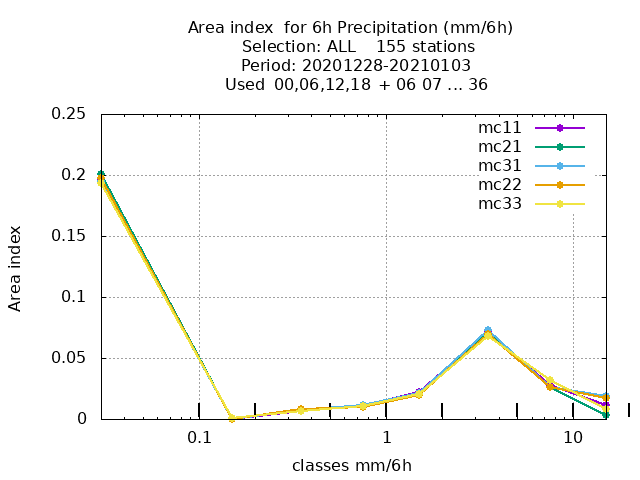 Area index  for 6h Precipitation (mm/6h)
Selection: ALL    155 stations
Period: 20201228-20210103
Used  00,06,12,18  + 06 07 ... 36
0.25
0.2
0.15
0.1
0.05
0
Area index
mc11
mc21
mc31
mc22
mc33
0.1
1
10
classes mm/6h